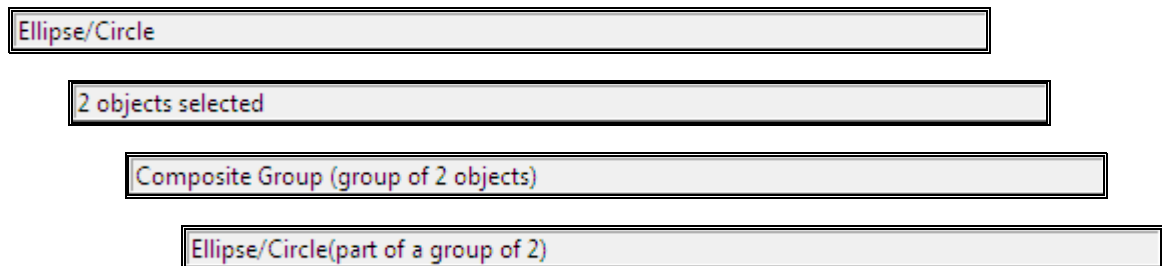 Ellipse/Circle
2 objects selected
Composite Group (group of 2 objects)
Ellipse/Circle(part of a group of 2)